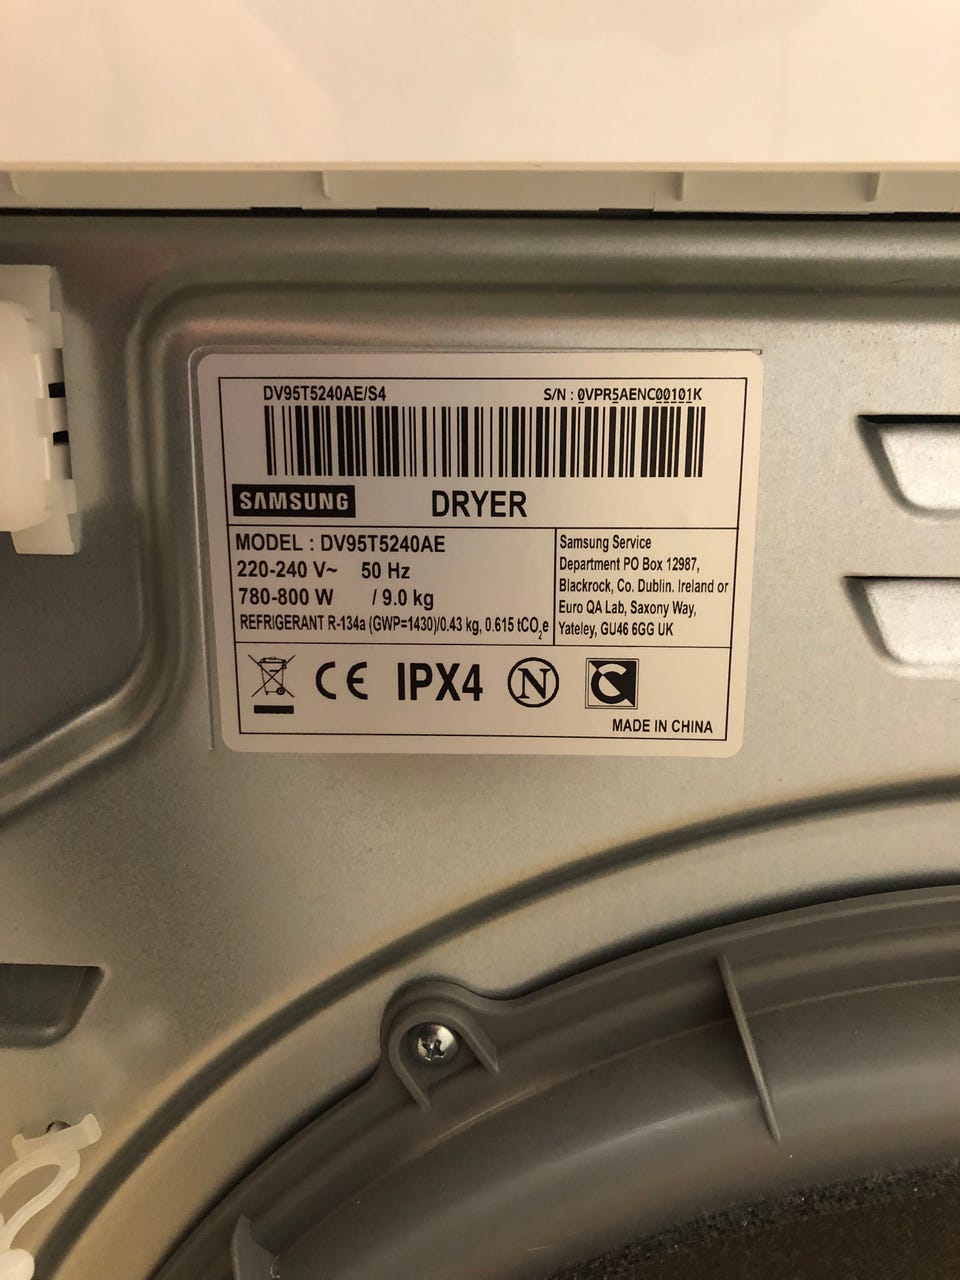 DV95T5240AE/S4 S/N : 0VPR5AENC00101K
SAMSUNG DRYER
MODEL : DV95T5240AE
220-240 V~ 50 Hz
780-800 W / 9.0 kg
REFRIGERANT R-134a (GWP=1430)/0.43 kg, 0.615 tCO₂e
Samsung Service
Department PO Box 12987,
Blackrock, Co. Dublin. Ireland or
Euro QA Lab, Saxony Way,
Yateley, GU46 6GG UK
CE IPX4 N C
MADE IN CHINA